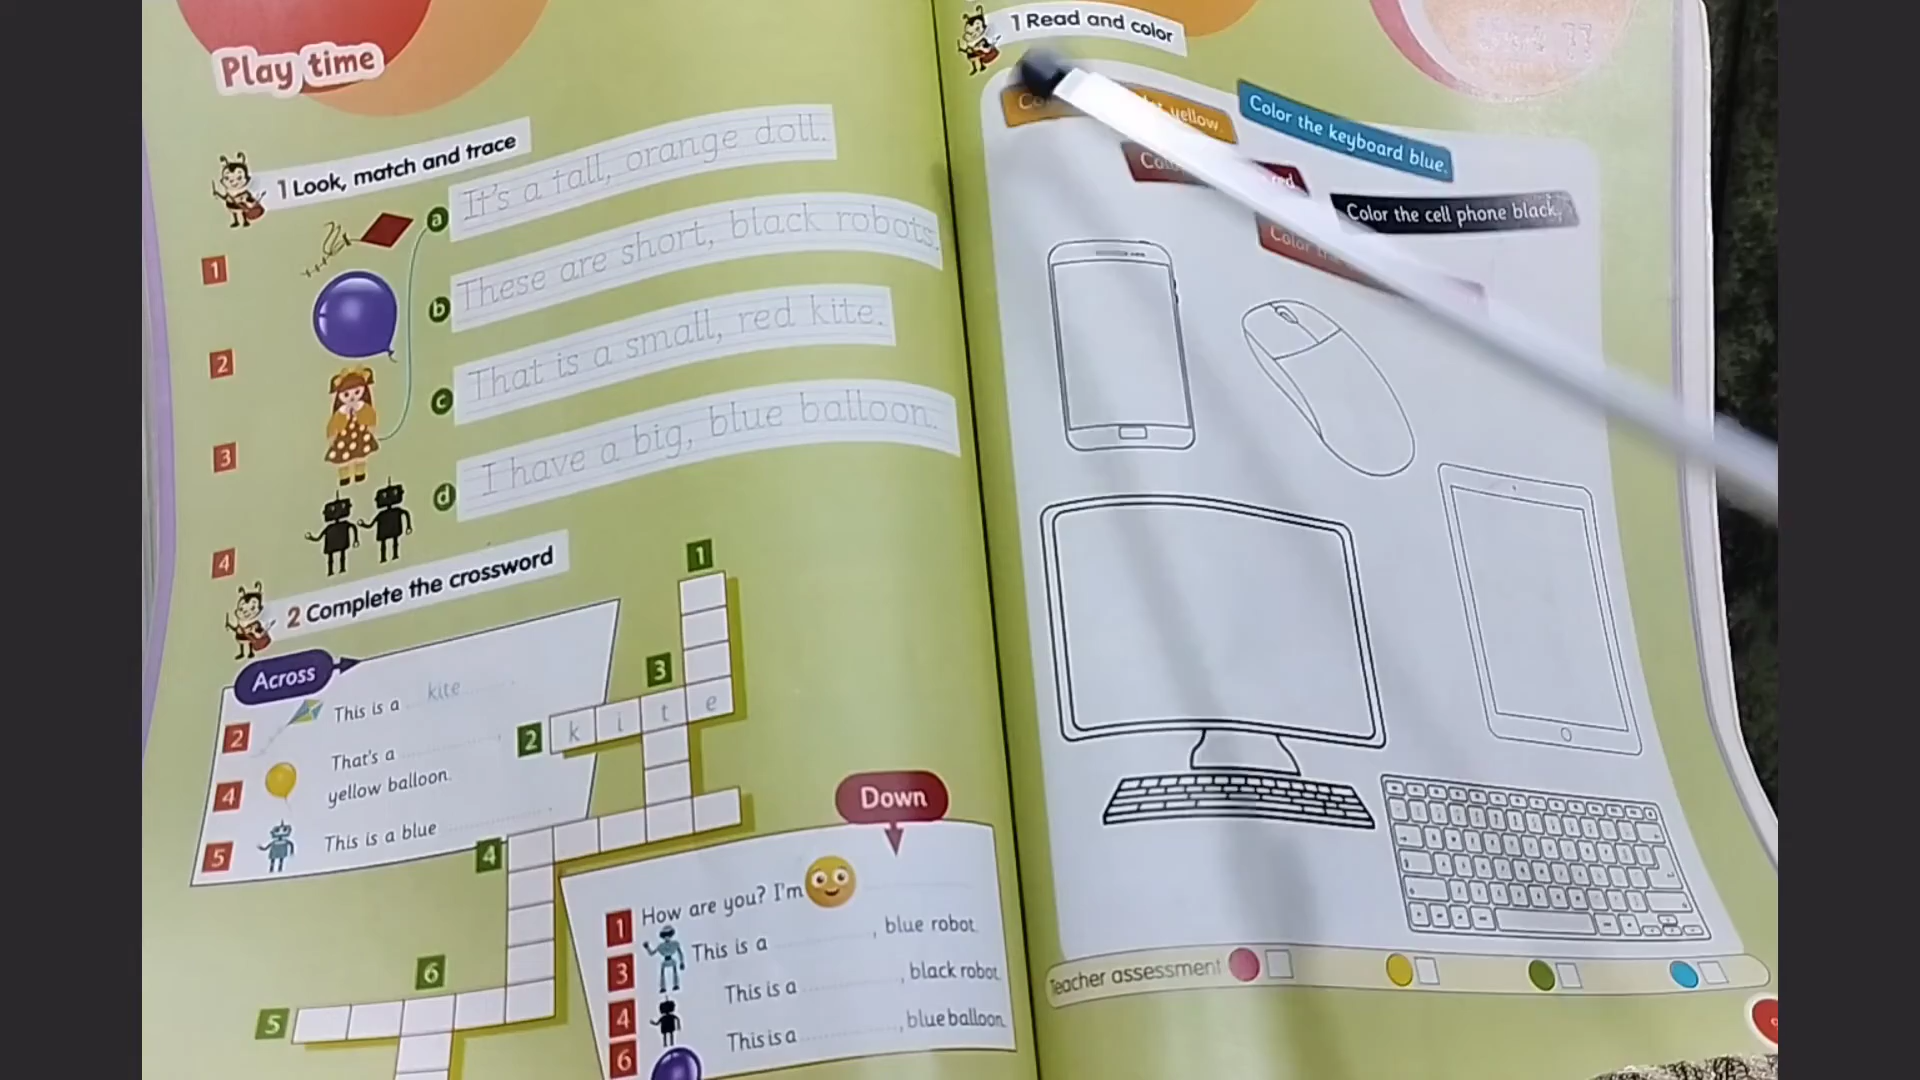 Play time
1 Look, match and trace
1
2
3
4
a It's a tall, orange doll.
b These are short, black robots.
c That is a small, red kite.
d I have a big, blue balloon.
2 Complete the crossword
Across
2 This is a kite
4 That's a
yellow balloon.
5 This is a blue
1
3
2 k i t e
4
6
5
Down
1 How are you? I'm
3 This is a , blue robot.
4 This is a , black robot.
6 This is a , blue balloon.
1 Read and color
yellow.
Color the keyboard blue.
red
Color the cell phone black.
Color the
Teacher assessment